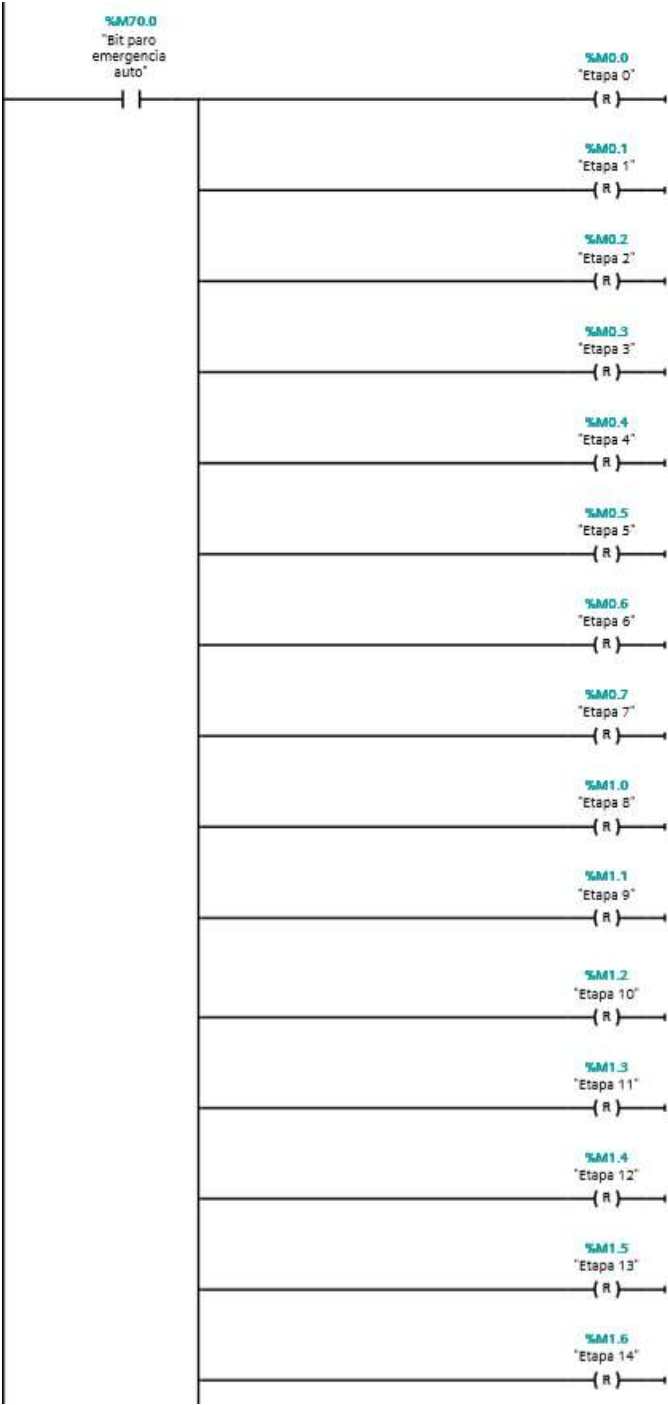 %M70.0
"Bit paro
emergencia
auto"
%M0.0
"Etapa 0"
( R )
%M0.1
"Etapa 1"
( R )
%M0.2
"Etapa 2"
( R )
%M0.3
"Etapa 3"
( R )
%M0.4
"Etapa 4"
( R )
%M0.5
"Etapa 5"
( R )
%M0.6
"Etapa 6"
( R )
%M0.7
"Etapa 7"
( R )
%M1.0
"Etapa 8"
( R )
%M1.1
"Etapa 9"
( R )
%M1.2
"Etapa 10"
( R )
%M1.3
"Etapa 11"
( R )
%M1.4
"Etapa 12"
( R )
%M1.5
"Etapa 13"
( R )
%M1.6
"Etapa 14"
( R )